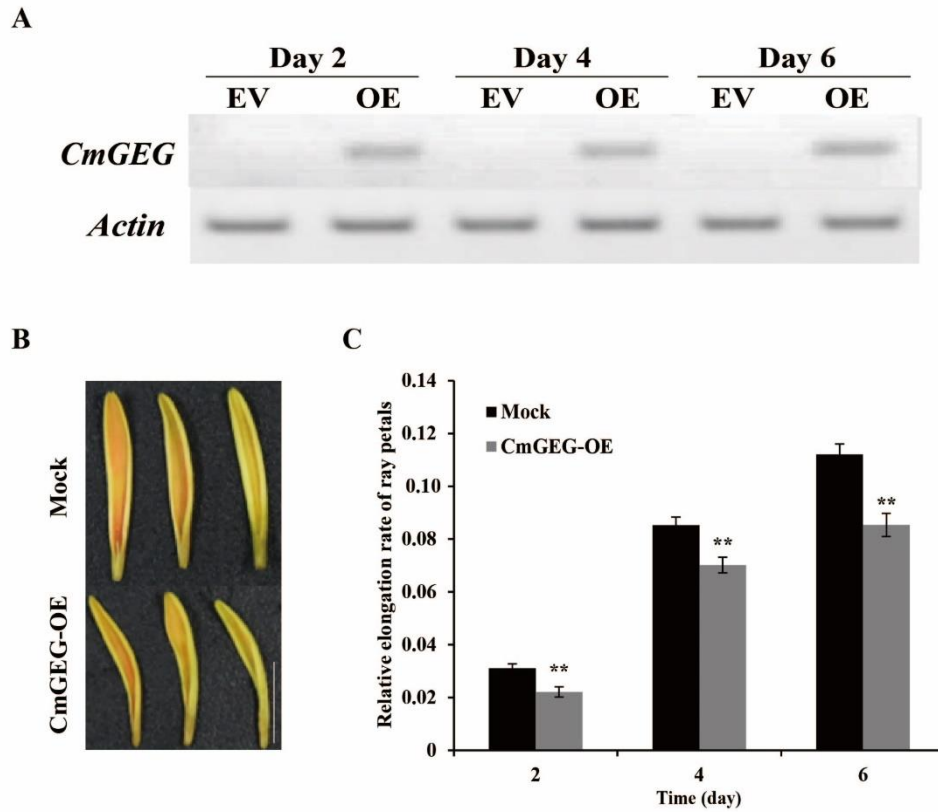 A
Day 2 Day 4 Day 6
EV OE EV OE EV OE
CmGEG
Actin
B
Mock
CmGEG-OE
C
Relative elongation rate of ray petals
0.14
0.12
0.10
0.08
0.06
0.04
0.02
0
Mock
CmGEG-OE
** ** **
2 4 6
Time (day)